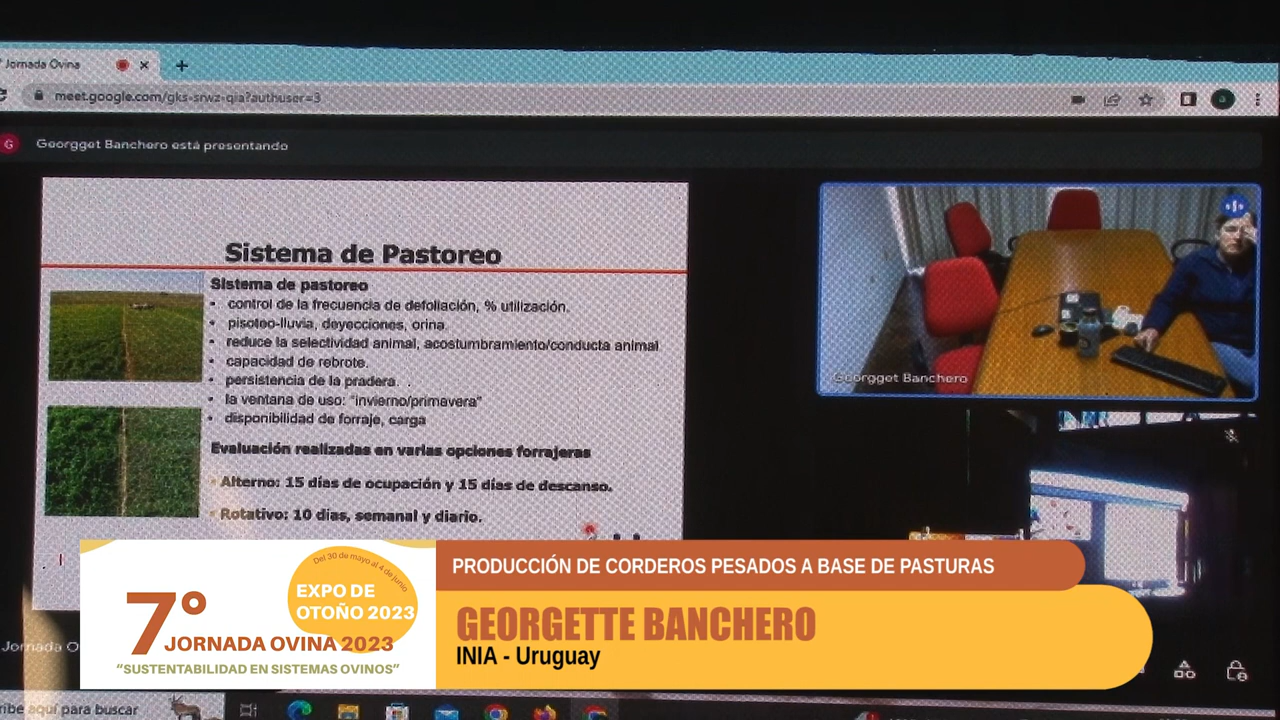 Jornada Ovina
meet.google.com/gks-srwz-qia?authuser=3
G
Georgget Banchero está presentando
Sistema de Pastoreo
Sistema de pastoreo
• control de la frecuencia de defoliación, % utilización.
• pisoteo-lluvia, deyecciones, orina.
• reduce la selectividad animal, acostumbramiento/conducta animal
• capacidad de rebrote.
• persistencia de la pradera. .
• la ventana de uso: "invierno/primavera"
• disponibilidad de forraje, carga
Evaluación realizadas en varias opciones forrajeras
• Alterno: 15 días de ocupación y 15 días de descanso.
• Rotativo: 10 dias, semanal y diario.
Georgget Banchero
Del 30 de mayo al 4 de junio
EXPO DE
OTOÑO 2023
7°
JORNADA OVINA 2023
"SUSTENTABILIDAD EN SISTEMAS OVINOS"
PRODUCCIÓN DE CORDEROS PESADOS A BASE DE PASTURAS
GEORGETTE BANCHERO
INIA - Uruguay
Jornada O
ribe aquí para buscar